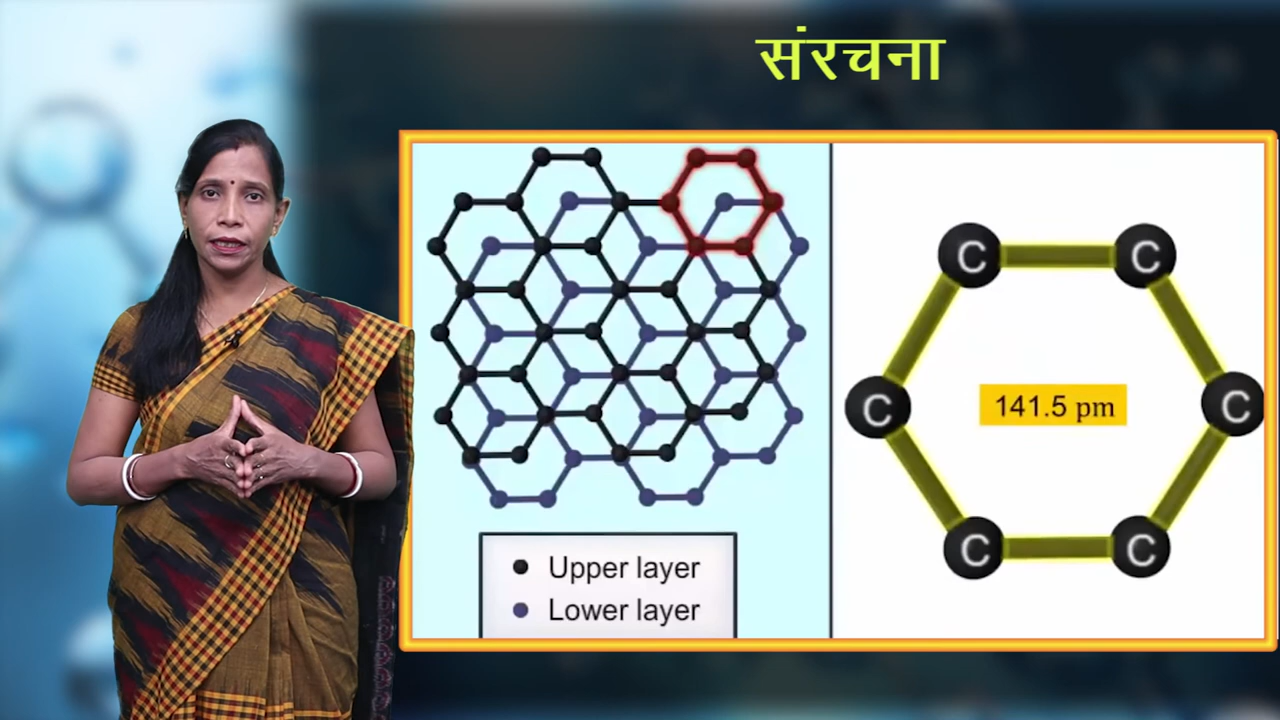 संरचना
Upper layer
Lower layer
C C
C 141.5 pm C
C C